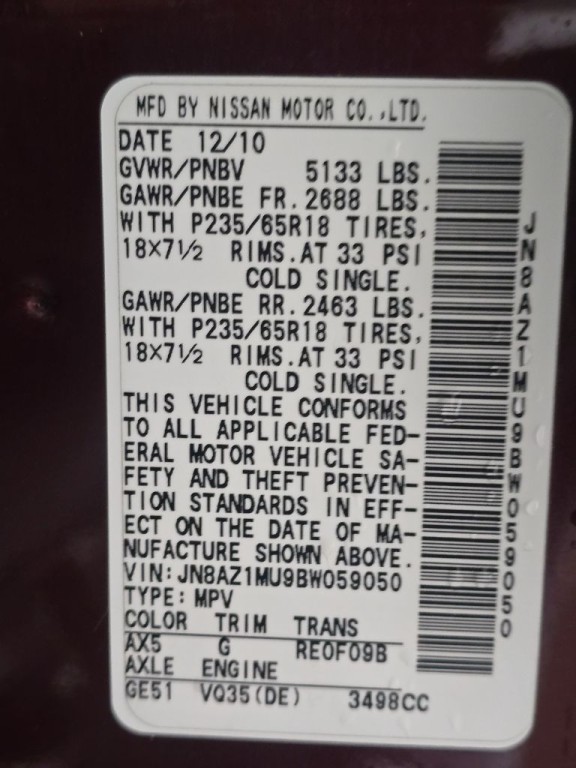 MFD BY NISSAN MOTOR CO.,LTD.
DATE 12/10
GVWR/PNBV 5133 LBS.
GAWR/PNBE FR. 2688 LBS.
WITH P235/65R18 TIRES,
18X7½ RIMS. AT 33 PSI
COLD SINGLE.
GAWR/PNBE RR. 2463 LBS.
WITH P235/65R18 TIRES,
18X7½ RIMS. AT 33 PSI
COLD SINGLE.
THIS VEHICLE CONFORMS
TO ALL APPLICABLE FED-
ERAL MOTOR VEHICLE SA-
FETY AND THEFT PREVEN-
TION STANDARDS IN EFF-
ECT ON THE DATE OF MA-
NUFACTURE SHOWN ABOVE.
VIN: JN8AZ1MU9BW059050
TYPE: MPV
COLOR TRIM TRANS
AX5 G RE0F09B
AXLE ENGINE
GE51 VQ35(DE) 3498CC
JN8AZ1MU9BW059050